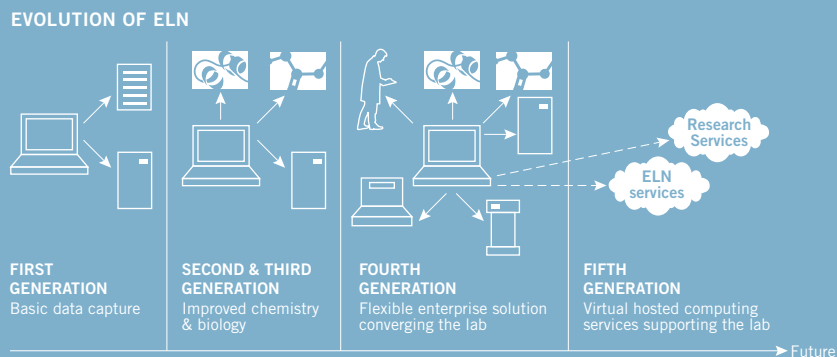 EVOLUTION OF ELN
Research
Services
ELN
services
FIRST
GENERATION
Basic data capture
SECOND & THIRD
GENERATION
Improved chemistry
& biology
FOURTH
GENERATION
Flexible enterprise solution
converging the lab
FIFTH
GENERATION
Virtual hosted computing
services supporting the lab
Future